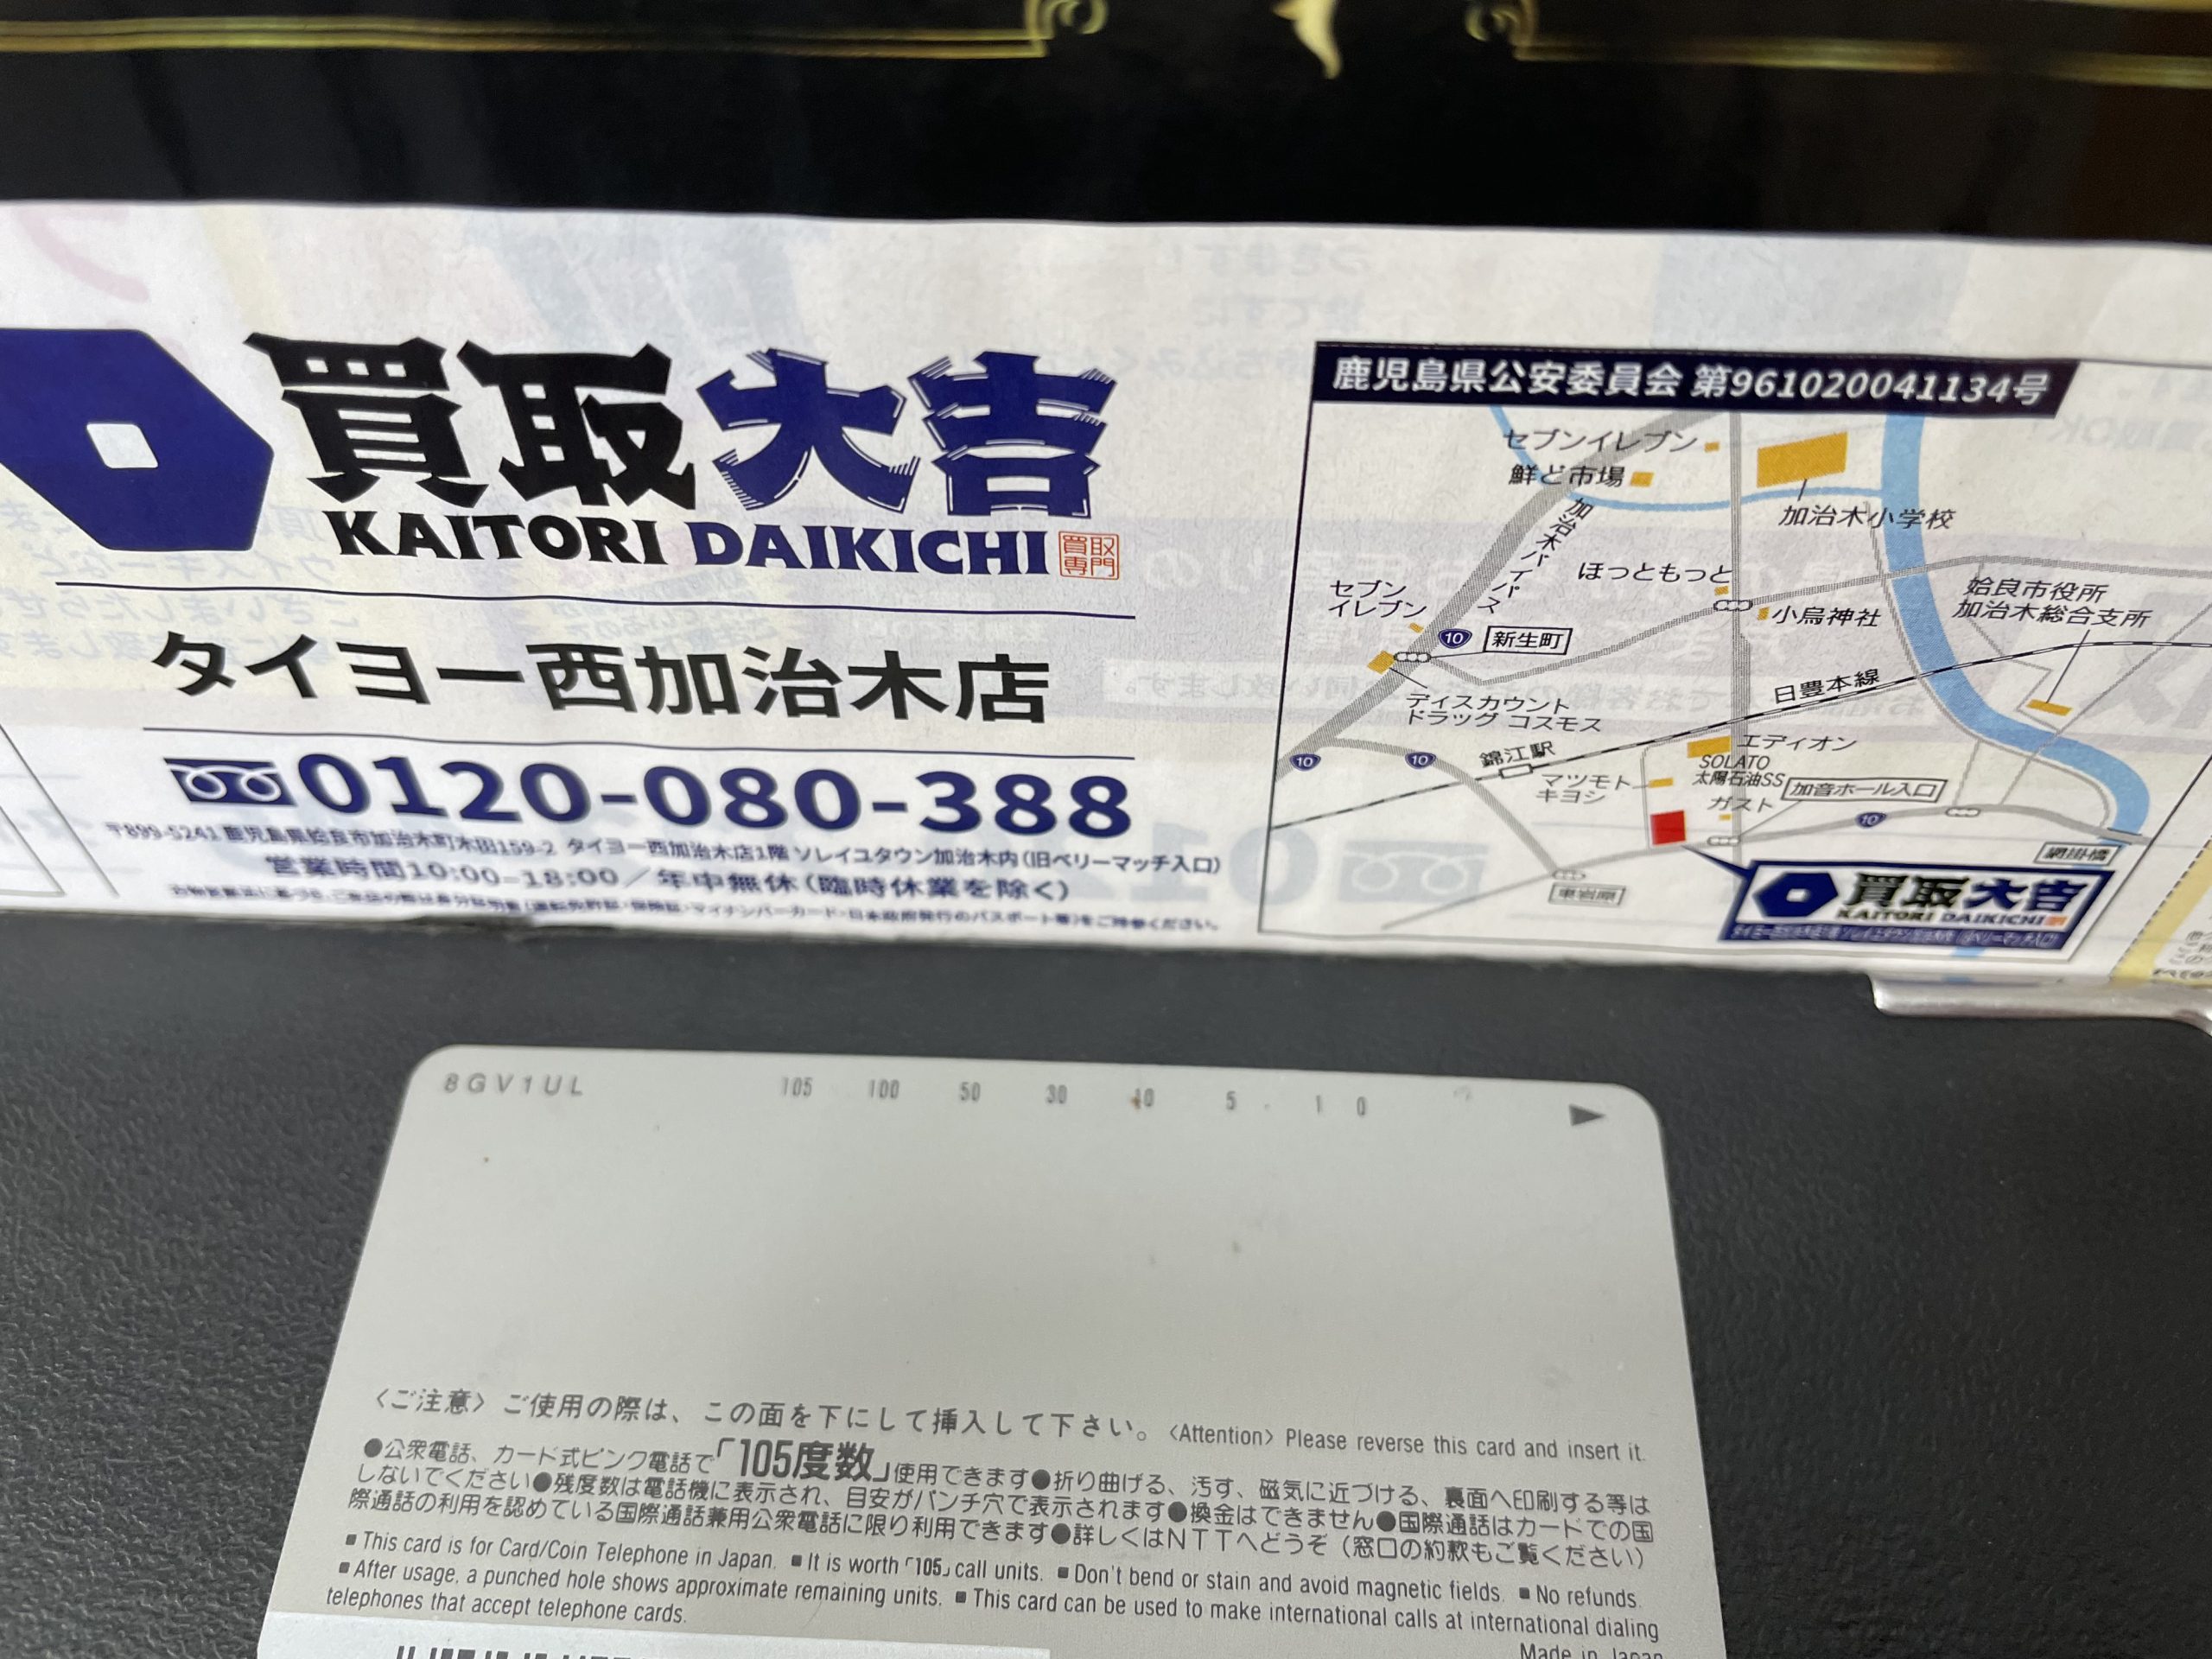 買取大吉
KAITORI DAIKICHI 買取専門
タイヨー西加治木店
0120-080-388
〒899-5241 鹿児島県姶良市加治木町木田159-2 タイヨー西加治木店1階 ソレイユタウン加治木内(旧ベリーマッチ入口)
営業時間10:00-18:00/年中無休(臨時休業を除く)
鹿児島県公安委員会 第961020041134号
セブンイレブン
鮮ど市場
加治木小学校
加治木バイパス
ほっともっと
セブン
イレブン
小烏神社
姶良市役所
加治木総合支所
10
新生町
ディスカウント
ドラッグ コスモス
日豊本線
錦江駅
エディオン
SOLATO
太陽石油SS
マツモト
キヨシ
加音ホール入口
ガスト
10
10
10
網掛橋
買取大吉
KAITORI DAIKICHI
8GV1UL 105 100 50 30 10 5 1 0
〈ご注意〉ご使用の際は、この面を下にして挿入して下さい。〈Attention〉Please reverse this card and insert it.
●公衆電話、カード式ピンク電話で「105度数」使用できます●折り曲げる、汚す、磁気に近づける、裏面へ印刷する等は
しないでください●残度数は電話機に表示され、目安がパンチ穴で表示されます●換金はできません●国際通話はカードでの国
際通話の利用を認めている国際通話兼用公衆電話に限り利用できます●詳しくはNTTへどうぞ(窓口の約款もご覧ください)
■This card is for Card/Coin Telephone in Japan. ■It is worth「105」call units. ■Don't bend or stain and avoid magnetic fields. ■No refunds.
■After usage, a punched hole shows approximate remaining units. ■This card can be used to make international calls at international dialing
telephones that accept telephone cards.
Made in Japan